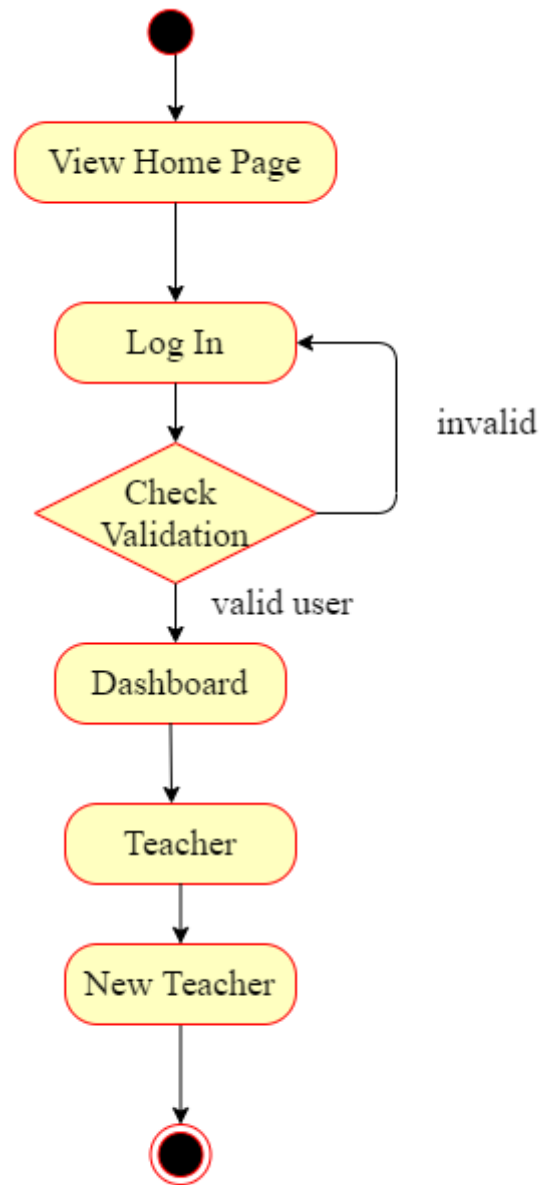 View Home Page
Log In
invalid
Check
Validation
valid user
Dashboard
Teacher
New Teacher